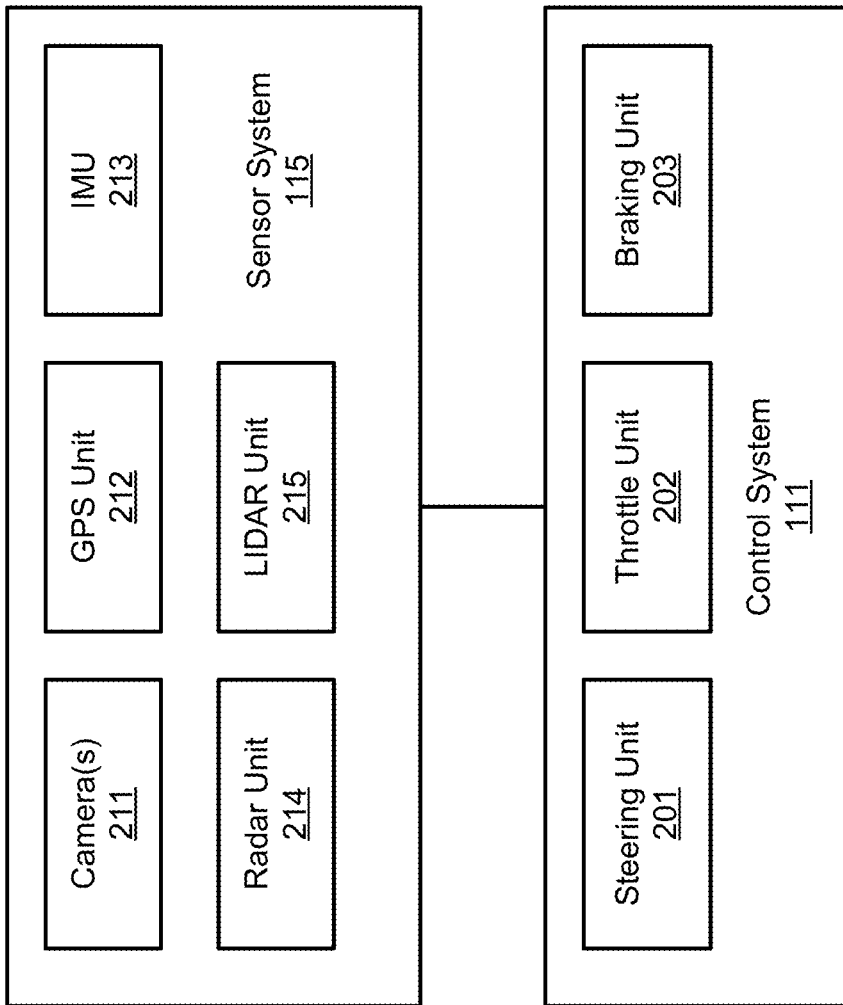 Camera(s)
211
GPS Unit
212
IMU
213
Radar Unit
214
LIDAR Unit
215
Sensor System
115
Steering Unit
201
Throttle Unit
202
Braking Unit
203
Control System
111